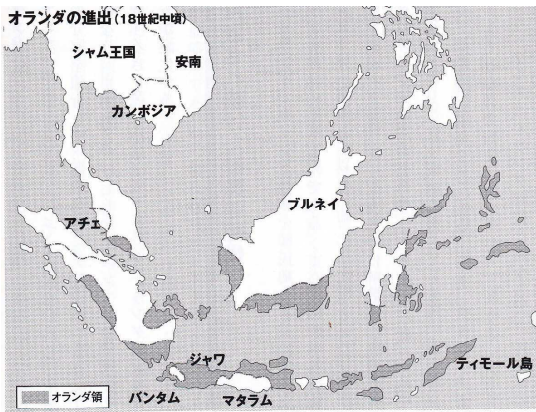 オランダの進出(18世紀中頃)
シャム王国
安南
カンボジア
ブルネイ
アチェ
ジャワ
ティモール島
オランダ領
バンタム
マタラム